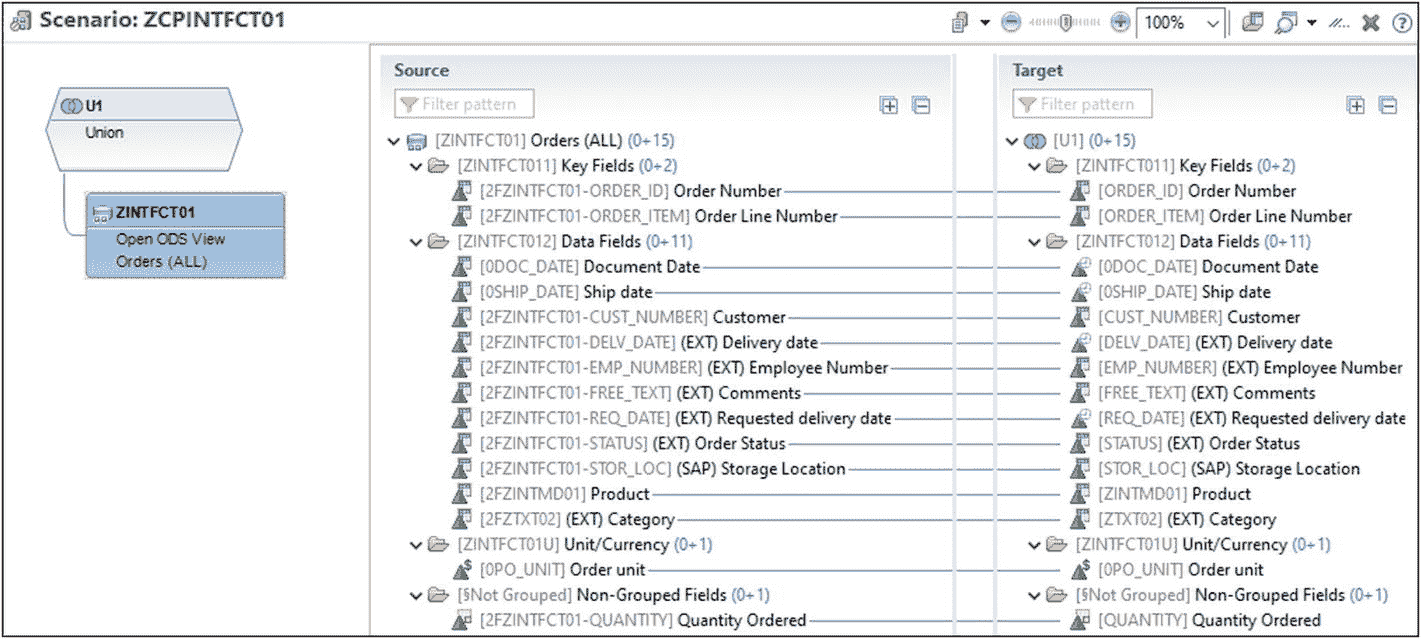 Scenario: ZCPINTFCT01
100%
U1
Union
ZINTFCT01
Open ODS View
Orders (ALL)
Source
Filter pattern
[ZINTFCT01] Orders (ALL) (0+15)
[ZINTFCT011] Key Fields (0+2)
[2FZINTFCT01-ORDER_ID] Order Number
[2FZINTFCT01-ORDER_ITEM] Order Line Number
[ZINTFCT012] Data Fields (0+11)
[0DOC_DATE] Document Date
[0SHIP_DATE] Ship date
[2FZINTFCT01-CUST_NUMBER] Customer
[2FZINTFCT01-DELV_DATE] (EXT) Delivery date
[2FZINTFCT01-EMP_NUMBER] (EXT) Employee Number
[2FZINTFCT01-FREE_TEXT] (EXT) Comments
[2FZINTFCT01-REQ_DATE] (EXT) Requested delivery date
[2FZINTFCT01-STATUS] (EXT) Order Status
[2FZINTFCT01-STOR_LOC] (SAP) Storage Location
[2FZINTMD01] Product
[2FZTXT02] (EXT) Category
[ZINTFCT01U] Unit/Currency (0+1)
[0PO_UNIT] Order unit
[§Not Grouped] Non-Grouped Fields (0+1)
[2FZINTFCT01-QUANTITY] Quantity Ordered
Target
Filter pattern
[U1] (0+15)
[ZINTFCT011] Key Fields (0+2)
[ORDER_ID] Order Number
[ORDER_ITEM] Order Line Number
[ZINTFCT012] Data Fields (0+11)
[0DOC_DATE] Document Date
[0SHIP_DATE] Ship date
[CUST_NUMBER] Customer
[DELV_DATE] (EXT) Delivery date
[EMP_NUMBER] (EXT) Employee Number
[FREE_TEXT] (EXT) Comments
[REQ_DATE] (EXT) Requested delivery date
[STATUS] (EXT) Order Status
[STOR_LOC] (SAP) Storage Location
[ZINTMD01] Product
[ZTXT02] (EXT) Category
[ZINTFCT01U] Unit/Currency (0+1)
[0PO_UNIT] Order unit
[§Not Grouped] Non-Grouped Fields (0+1)
[QUANTITY] Quantity Ordered